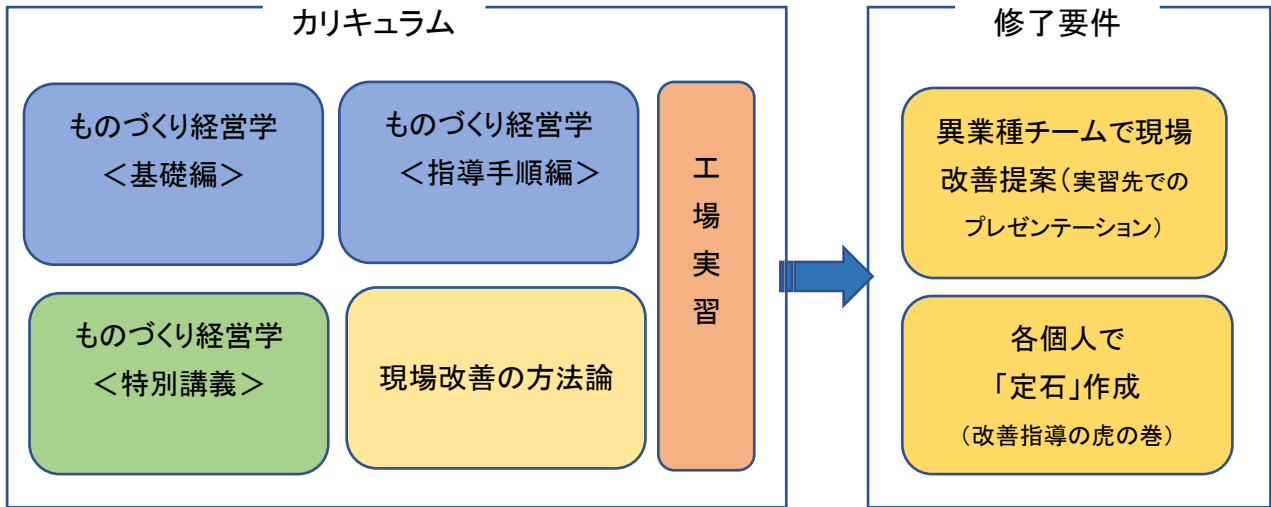 カリキュラム
ものづくり経営学
＜基礎編＞
ものづくり経営学
＜指導手順編＞
ものづくり経営学
＜特別講義＞
現場改善の方法論
工場実習
修了要件
異業種チームで現場
改善提案（実習先での
プレゼンテーション）
各個人で
「定石」作成
（改善指導の虎の巻）